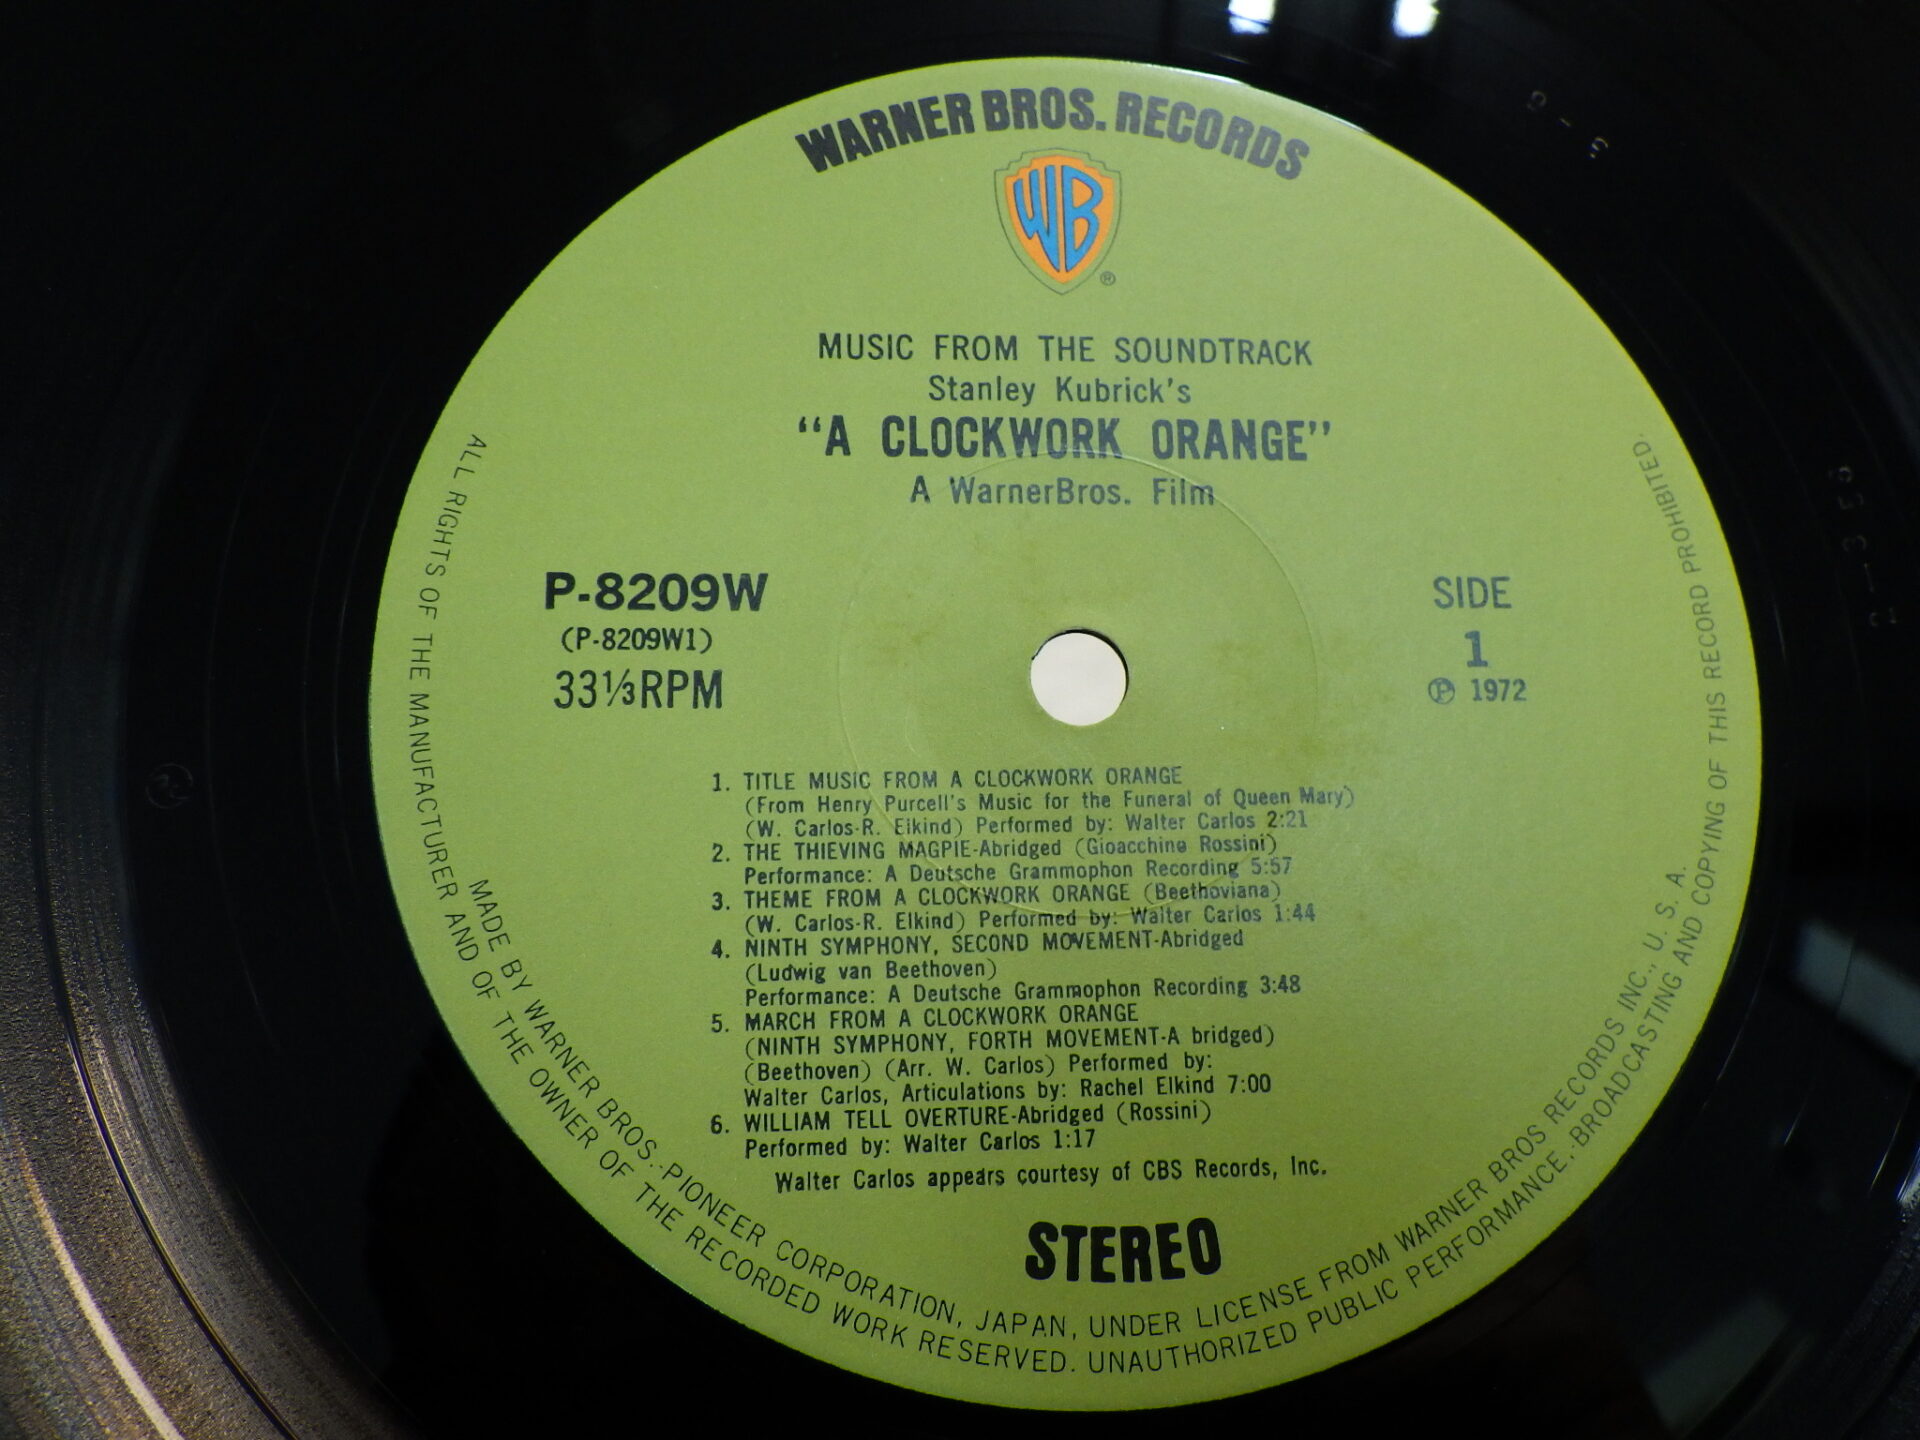 WARNER BROS. RECORDS
WB
®
MUSIC FROM THE SOUNDTRACK
Stanley Kubrick's
"A CLOCKWORK ORANGE"
A WarnerBros. Film
P-8209W
(P-8209W1)
33⅓RPM
SIDE
1
Ⓟ 1972
1. TITLE MUSIC FROM A CLOCKWORK ORANGE
(From Henry Purcell's Music for the Funeral of Queen Mary)
(W. Carlos-R. Elkind) Performed by: Walter Carlos 2:21
2. THE THIEVING MAGPIE-Abridged (Gioacchino Rossini)
Performance: A Deutsche Grammophon Recording 5:57
3. THEME FROM A CLOCKWORK ORANGE (Beethoviana)
(W. Carlos-R. Elkind) Performed by: Walter Carlos 1:44
4. NINTH SYMPHONY, SECOND MOVEMENT-Abridged
(Ludwig van Beethoven)
Performance: A Deutsche Grammophon Recording 3:48
5. MARCH FROM A CLOCKWORK ORANGE
(NINTH SYMPHONY, FORTH MOVEMENT-A bridged)
(Beethoven) (Arr. W. Carlos) Performed by:
Walter Carlos, Articulations by: Rachel Elkind 7:00
6. WILLIAM TELL OVERTURE-Abridged (Rossini)
Performed by: Walter Carlos 1:17
Walter Carlos appears courtesy of CBS Records, Inc.
STEREO
MADE BY WARNER BROS.-PIONEER CORPORATION, JAPAN, UNDER LICENSE FROM WARNER BROS RECORDS INC., U. S. A.
ALL RIGHTS OF THE MANUFACTURER AND OF THE OWNER OF THE RECORDED WORK RESERVED. UNAUTHORIZED PUBLIC PERFORMANCE, BROADCASTING AND COPYING OF THIS RECORD PROHIBITED.